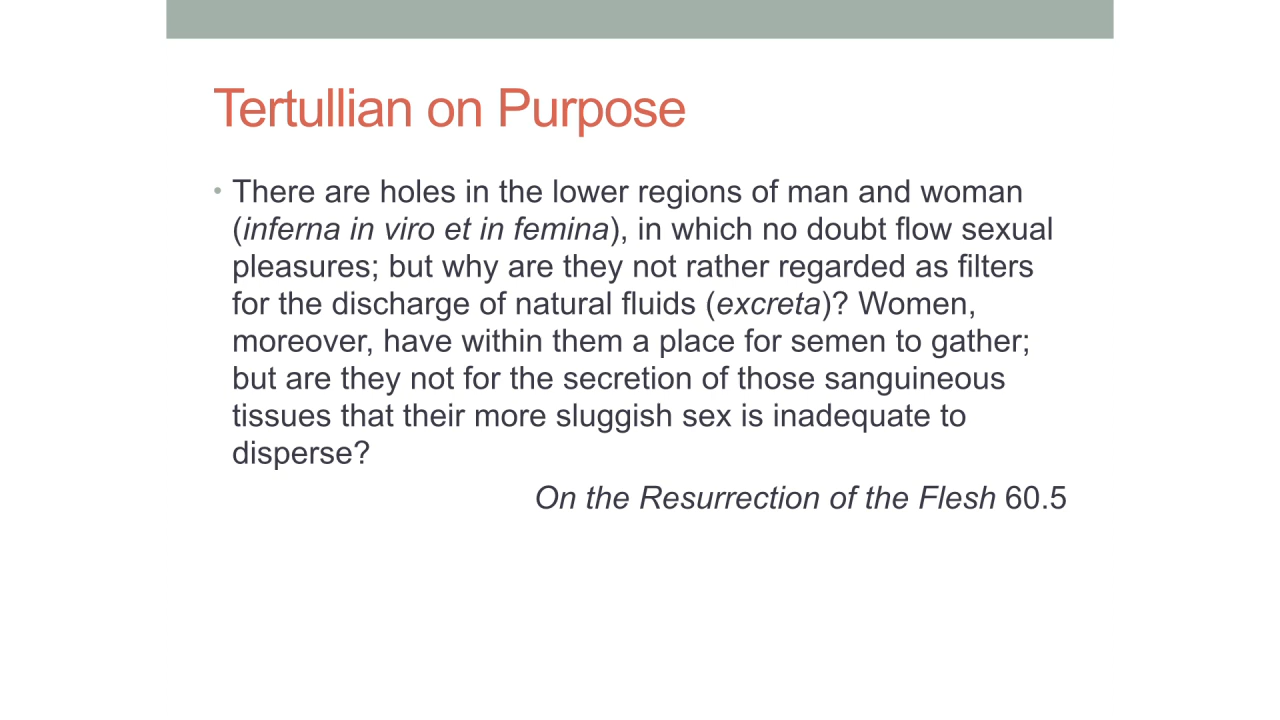 Tertullian on Purpose
• There are holes in the lower regions of man and woman
(inferna in viro et in femina), in which no doubt flow sexual
pleasures; but why are they not rather regarded as filters
for the discharge of natural fluids (excreta)? Women,
moreover, have within them a place for semen to gather;
but are they not for the secretion of those sanguineous
tissues that their more sluggish sex is inadequate to
disperse?
On the Resurrection of the Flesh 60.5